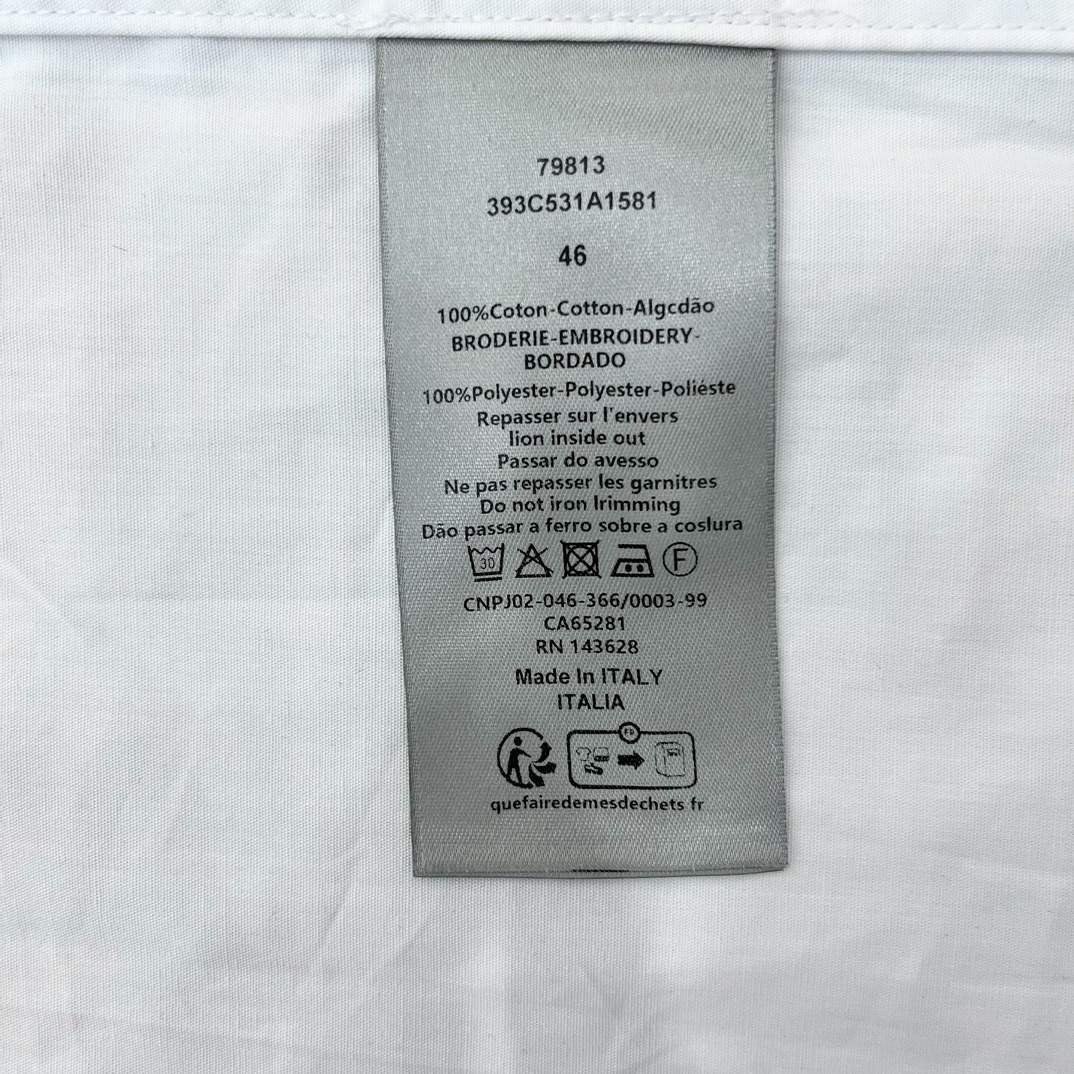 79813
393C531A1581
46
100%Coton-Cotton-Algcdão
BRODERIE-EMBROIDERY-
BORDADO
100%Polyester-Polyester-Poliéste
Repasser sur l'envers
lion inside out
Passar do avesso
Ne pas repasser les garnitres
Do not iron Irimming
Dão passar a ferro sobre a coslura
30 F
CNPJ02-046-366/0003-99
CA65281
RN 143628
Made In ITALY
ITALIA
quefairedemesdechets fr